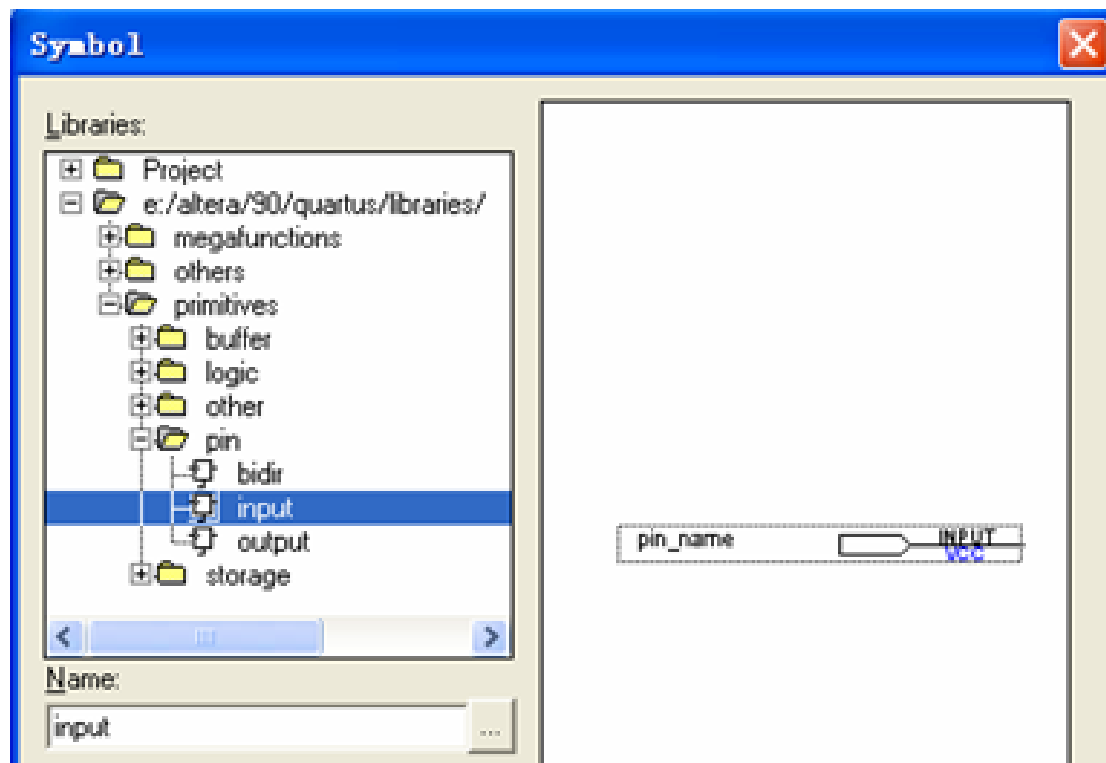 Symbol
Libraries:
Project
e:/altera/90/quartus/libraries/
megafunctions
others
primitives
buffer
logic
other
pin
bidir
input
output
storage
Name:
input
...
pin_name
INPUT
VCC